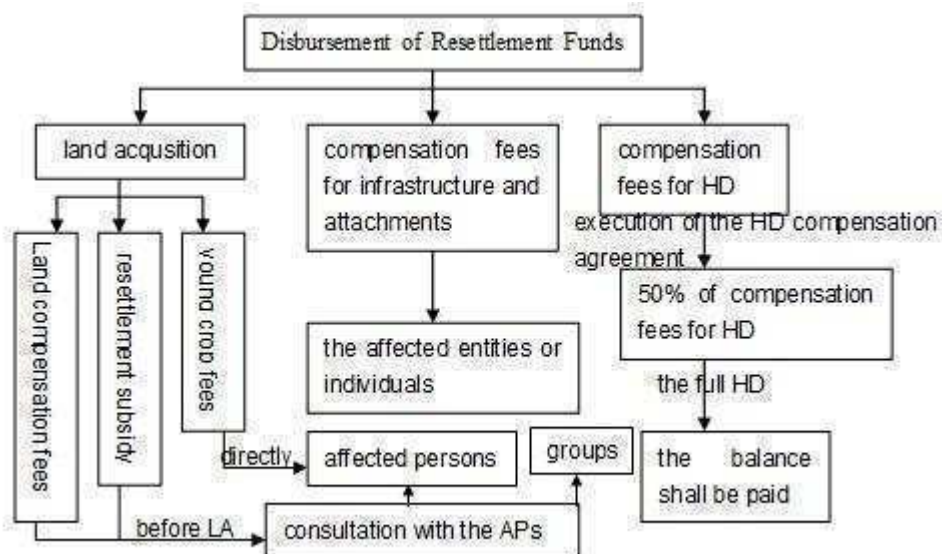 Disbursement of Resettlement Funds
land acqusition
compensation fees
for infrastructure and
attachments
compensation
fees for HD
execution of the HD compensation
agreement
Land compensation fees
resettlement subsidy
young crop fees
50% of compensation
fees for HD
the affected entities or
individuals
the full HD
directly
affected persons
groups
the balance
shall be paid
before LA
consultation with the APs